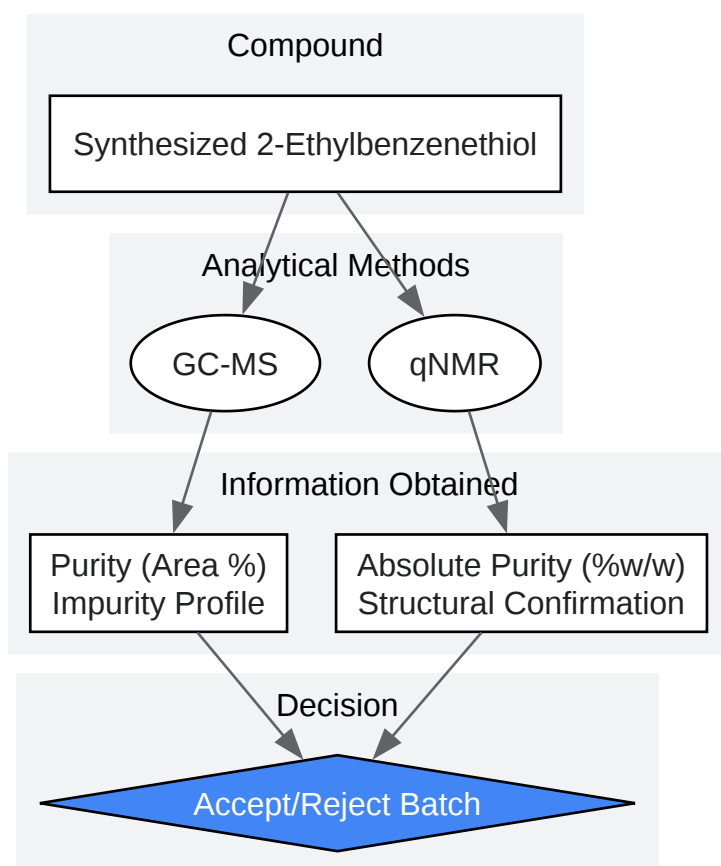 Compound
Synthesized 2-Ethylbenzenethiol
Analytical Methods
GC-MS
qNMR
Information Obtained
Purity (Area %)
Impurity Profile
Absolute Purity (%w/w)
Structural Confirmation
Decision
Accept/Reject Batch